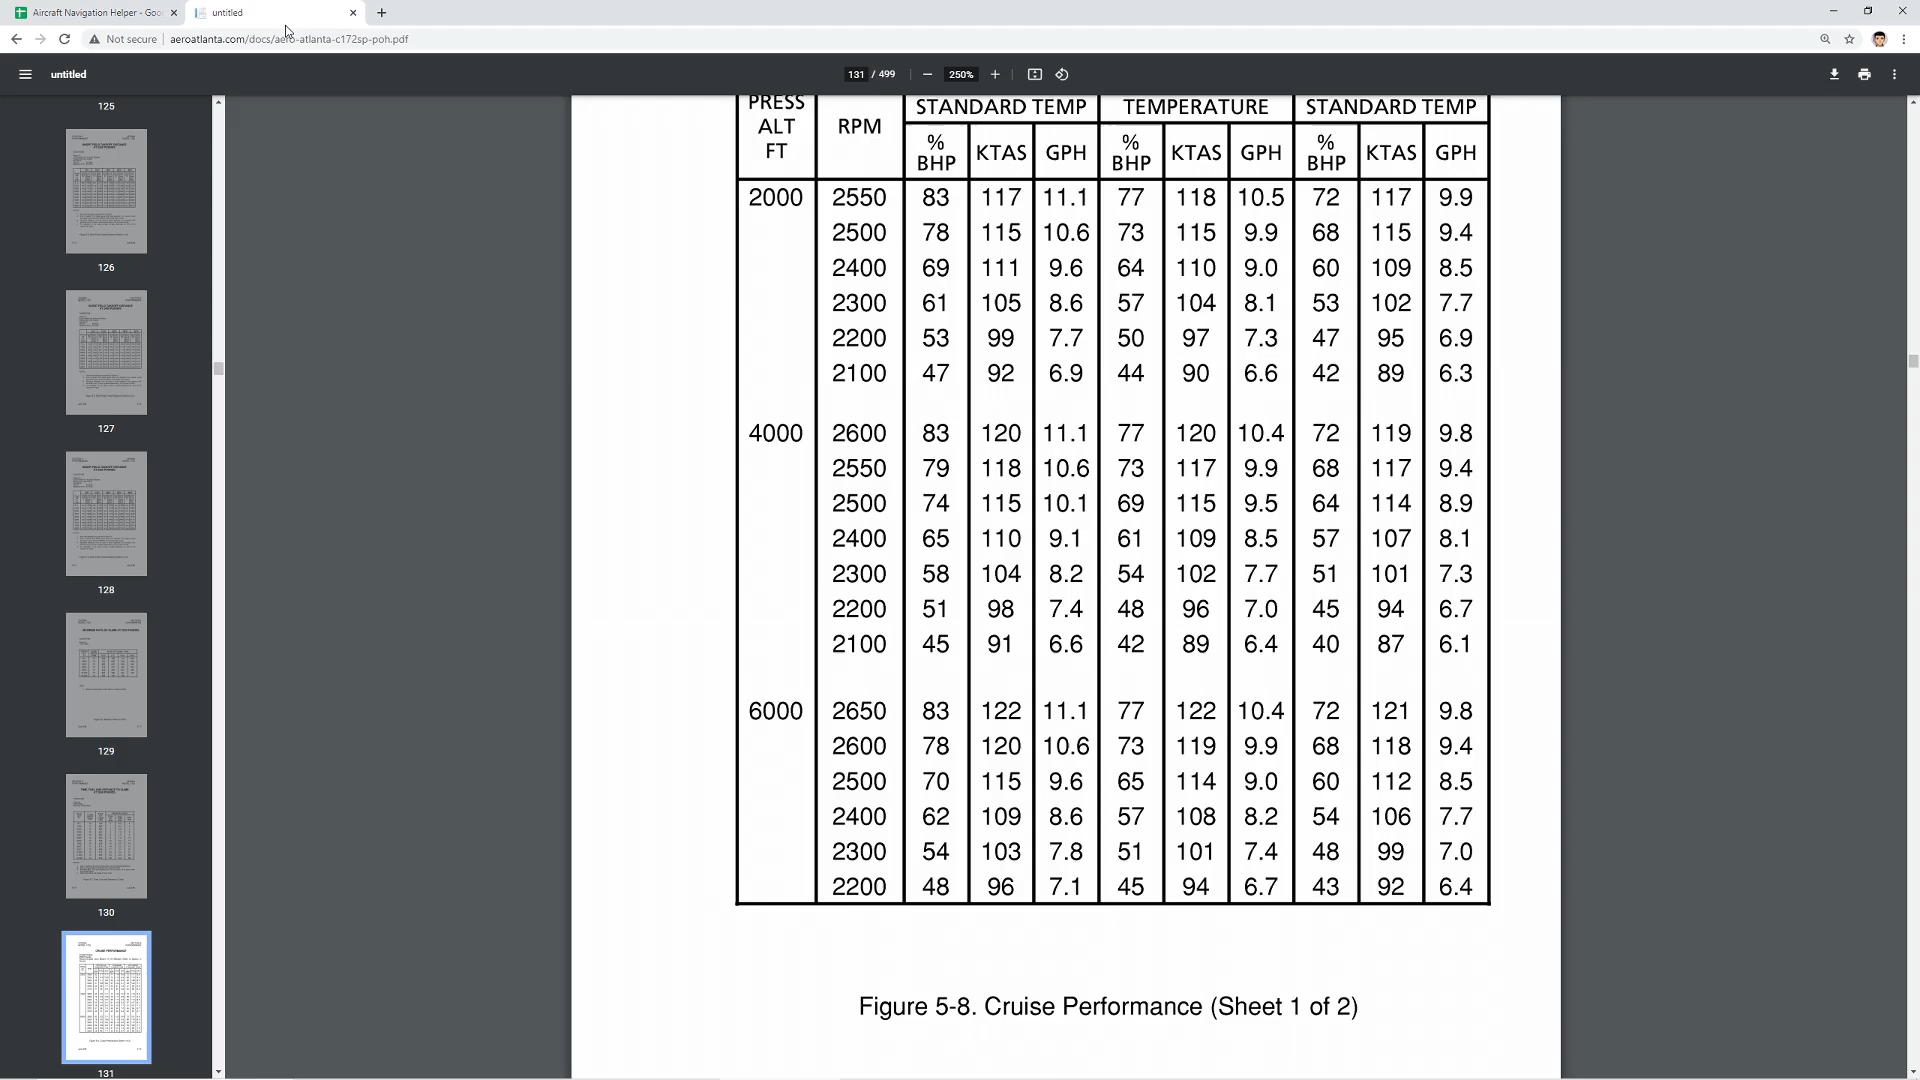 Aircraft Navigation Helper - Goo
untitled
Not secure
aeroatlanta.com/docs/aero-atlanta-c172sp-poh.pdf
untitled
131 / 499
250%
125
126
127
128
129
130
131
PRESS ALT FT RPM STANDARD TEMP TEMPERATURE STANDARD TEMP
% BHP KTAS GPH % BHP KTAS GPH % BHP KTAS GPH
2000 2550 83 117 11.1 77 118 10.5 72 117 9.9
2500 78 115 10.6 73 115 9.9 68 115 9.4
2400 69 111 9.6 64 110 9.0 60 109 8.5
2300 61 105 8.6 57 104 8.1 53 102 7.7
2200 53 99 7.7 50 97 7.3 47 95 6.9
2100 47 92 6.9 44 90 6.6 42 89 6.3
4000 2600 83 120 11.1 77 120 10.4 72 119 9.8
2550 79 118 10.6 73 117 9.9 68 117 9.4
2500 74 115 10.1 69 115 9.5 64 114 8.9
2400 65 110 9.1 61 109 8.5 57 107 8.1
2300 58 104 8.2 54 102 7.7 51 101 7.3
2200 51 98 7.4 48 96 7.0 45 94 6.7
2100 45 91 6.6 42 89 6.4 40 87 6.1
6000 2650 83 122 11.1 77 122 10.4 72 121 9.8
2600 78 120 10.6 73 119 9.9 68 118 9.4
2500 70 115 9.6 65 114 9.0 60 112 8.5
2400 62 109 8.6 57 108 8.2 54 106 7.7
2300 54 103 7.8 51 101 7.4 48 99 7.0
2200 48 96 7.1 45 94 6.7 43 92 6.4
Figure 5-8. Cruise Performance (Sheet 1 of 2)